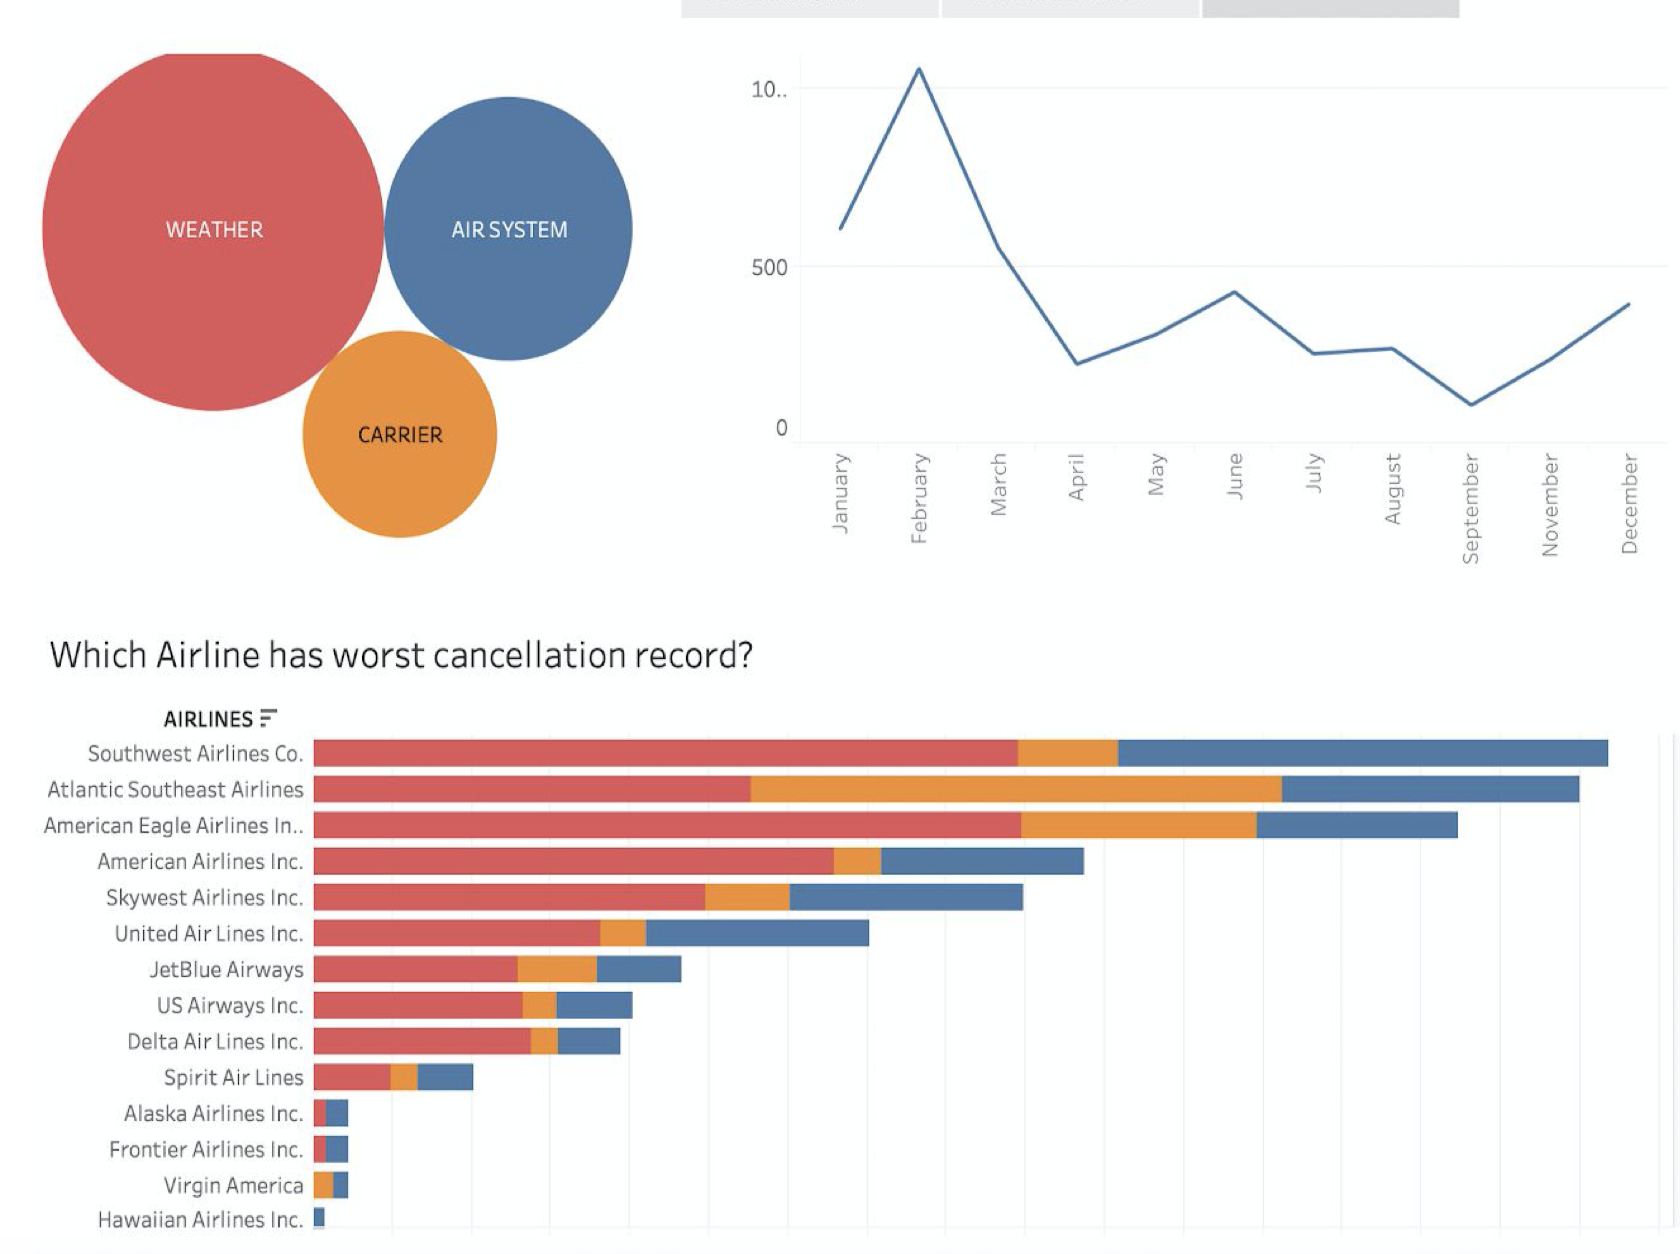 WEATHER
AIR SYSTEM
CARRIER
10..
500
0
January
February
March
April
May
June
July
August
September
November
December
Which Airline has worst cancellation record?
AIRLINES
Southwest Airlines Co.
Atlantic Southeast Airlines
American Eagle Airlines In..
American Airlines Inc.
Skywest Airlines Inc.
United Air Lines Inc.
JetBlue Airways
US Airways Inc.
Delta Air Lines Inc.
Spirit Air Lines
Alaska Airlines Inc.
Frontier Airlines Inc.
Virgin America
Hawaiian Airlines Inc.